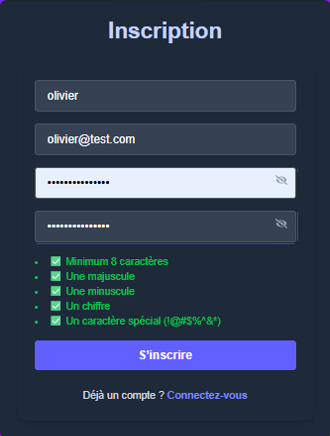 Inscription
olivier
olivier@test.com
•••••••••••••••
•••••••••••••••
• ✅ Minimum 8 caractères
• ✅ Une majuscule
• ✅ Une minuscule
• ✅ Un chiffre
• ✅ Un caractère spécial (!@#$%^&*)
S'inscrire
Déjà un compte ? Connectez-vous